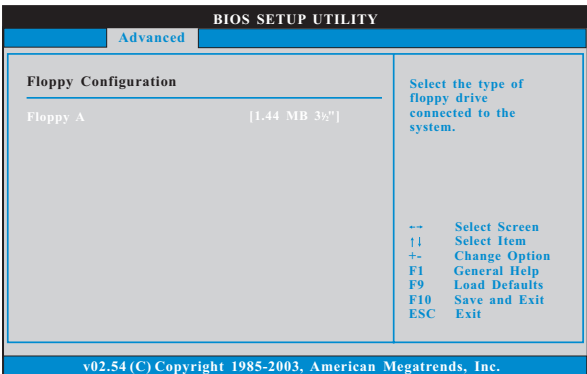 BIOS SETUP UTILITY
Advanced
Floppy Configuration
Floppy A [1.44 MB 3½"]
Select the type of
floppy drive
connected to the
system.
←→ Select Screen
↑↓ Select Item
+- Change Option
F1 General Help
F9 Load Defaults
F10 Save and Exit
ESC Exit
v02.54 (C) Copyright 1985-2003, American Megatrends, Inc.